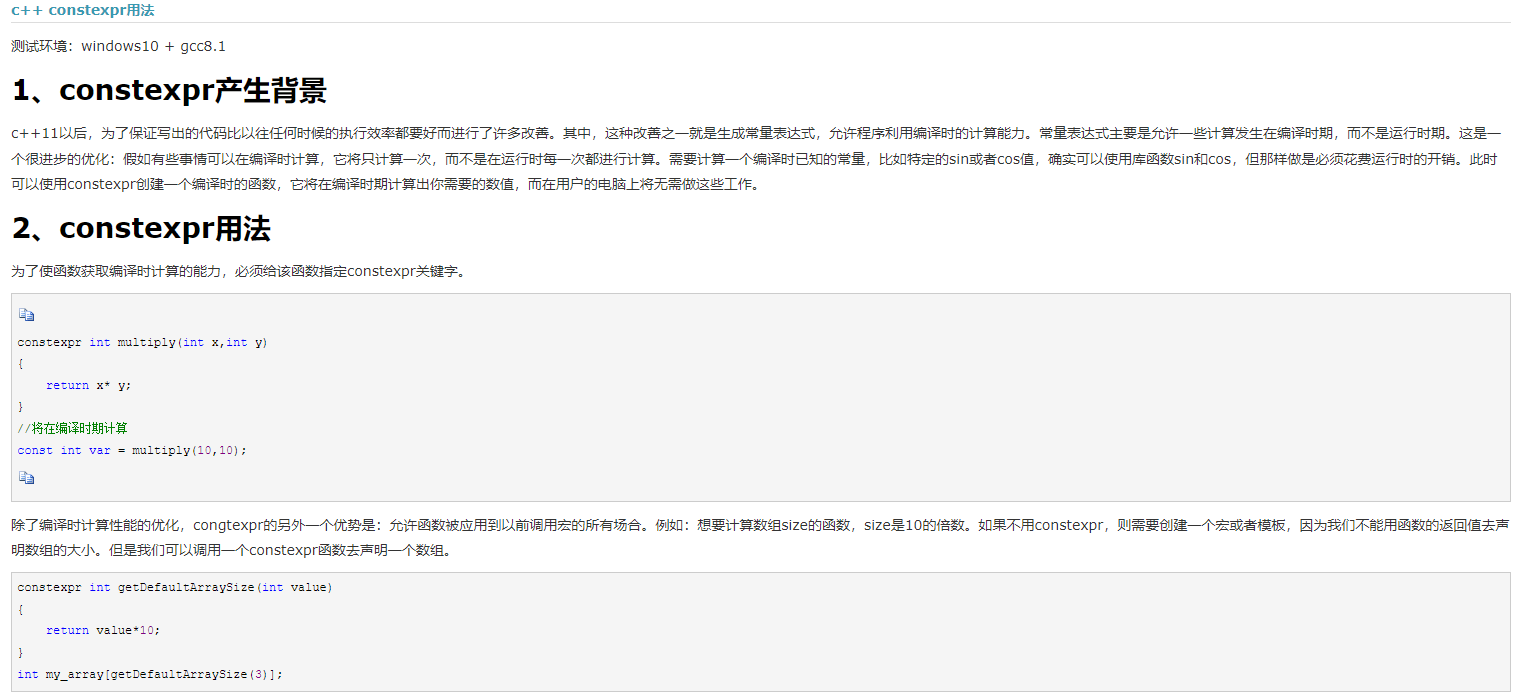 c++ constexpr用法
测试环境：windows10 + gcc8.1
1、constexpr产生背景
c++11以后，为了保证写出的代码比以往任何时候的执行效率都要好而进行了许多改善。其中，这种改善之一就是生成常量表达式，允许程序利用编译时的计算能力。常量表达式主要是允许一些计算发生在编译时期，而不是运行时期。这是一
个很进步的优化：假如有些事情可以在编译时计算，它将只计算一次，而不是在运行时每一次都进行计算。需要计算一个编译时已知的常量，比如特定的sin或者cos值，确实可以使用库函数sin和cos，但那样做是必须花费运行时的开销。此时
可以使用constexpr创建一个编译时的函数，它将在编译时期计算出你需要的数值，而在用户的电脑上将无需做这些工作。
2、constexpr用法
为了使函数获取编译时计算的能力，必须给该函数指定constexpr关键字。
constexpr int multiply(int x,int y)
{
    return x* y;
}
//将在编译时期计算
const int var = multiply(10,10);
除了编译时计算性能的优化，congtexpr的另外一个优势是：允许函数被应用到以前调用宏的所有场合。例如：想要计算数组size的函数，size是10的倍数。如果不用constexpr，则需要创建一个宏或者模板，因为我们不能用函数的返回值去声
明数组的大小。但是我们可以调用一个constexpr函数去声明一个数组。
constexpr int getDefaultArraySize(int value)
{
    return value*10;
}
int my_array[getDefaultArraySize(3)];